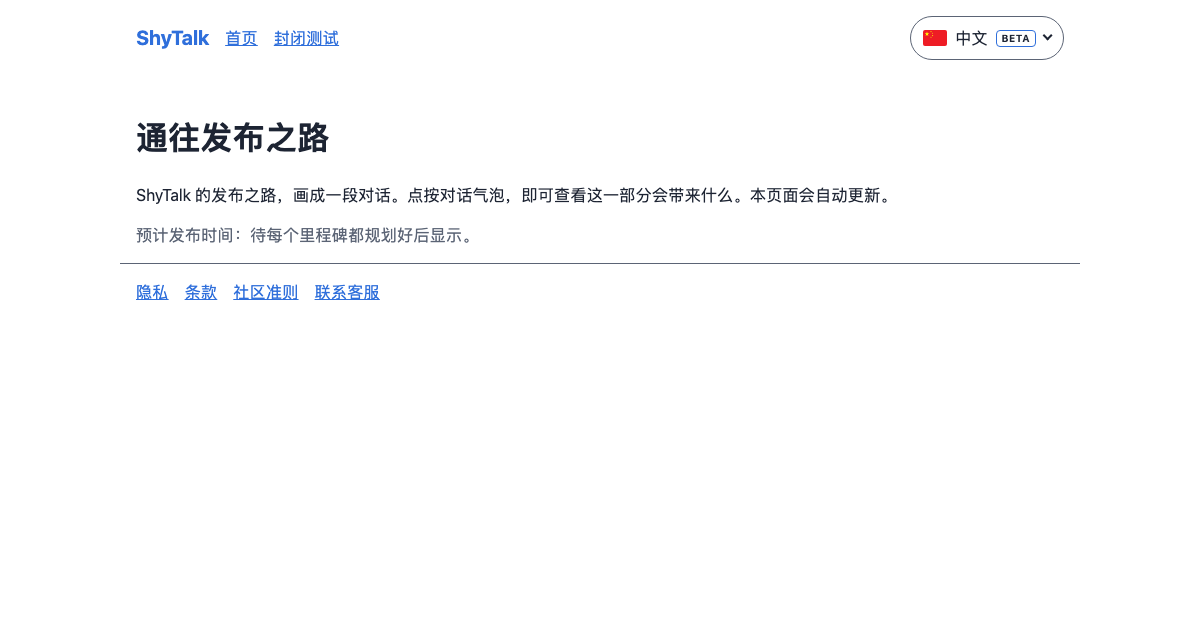 ShyTalk 首页 封闭测试 中文 BETA
通往发布之路
ShyTalk 的发布之路，画成一段对话。点按对话气泡，即可查看这一部分会带来什么。本页面会自动更新。
预计发布时间：待每个里程碑都规划好后显示。
隐私 条款 社区准则 联系客服